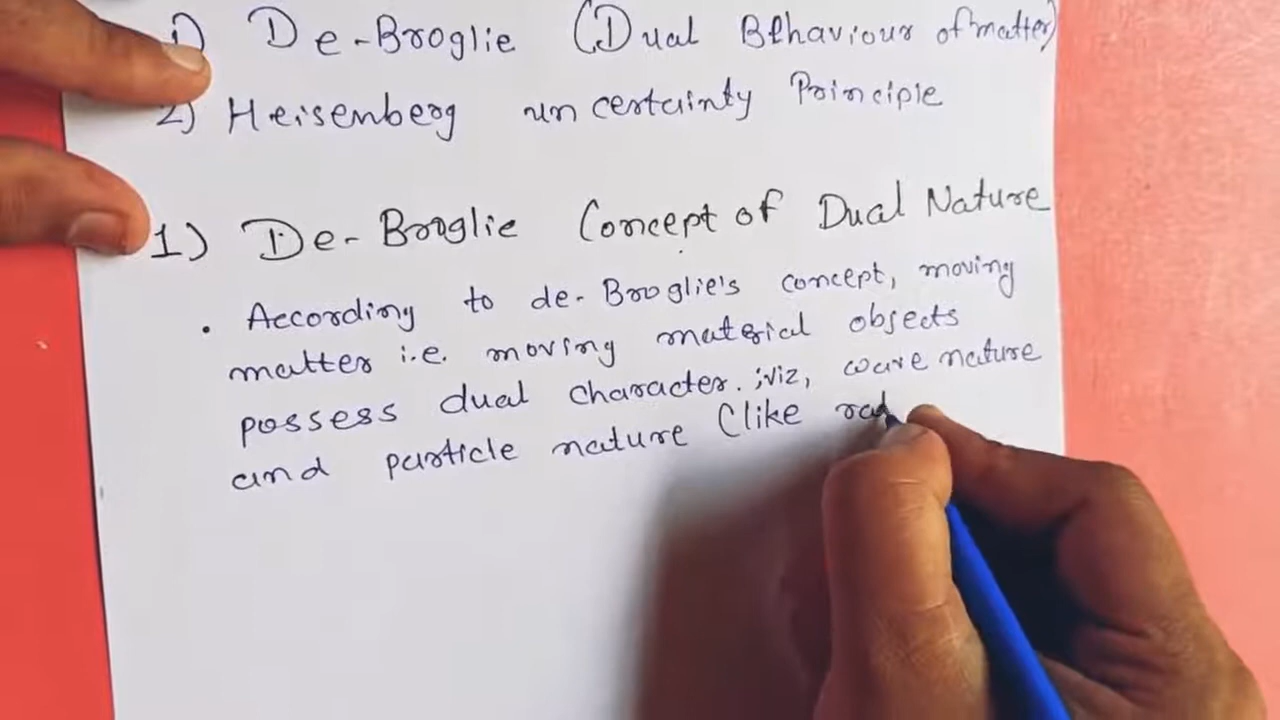 1) De-Broglie (Dual Behaviour of matter)
2) Heisenberg uncertainty Principle
1) De-Broglie Concept of Dual Nature
. According to de-Broglie's concept, moving
matter i.e. moving material objects
possess dual character. ;viz, wave nature
and particle nature (like